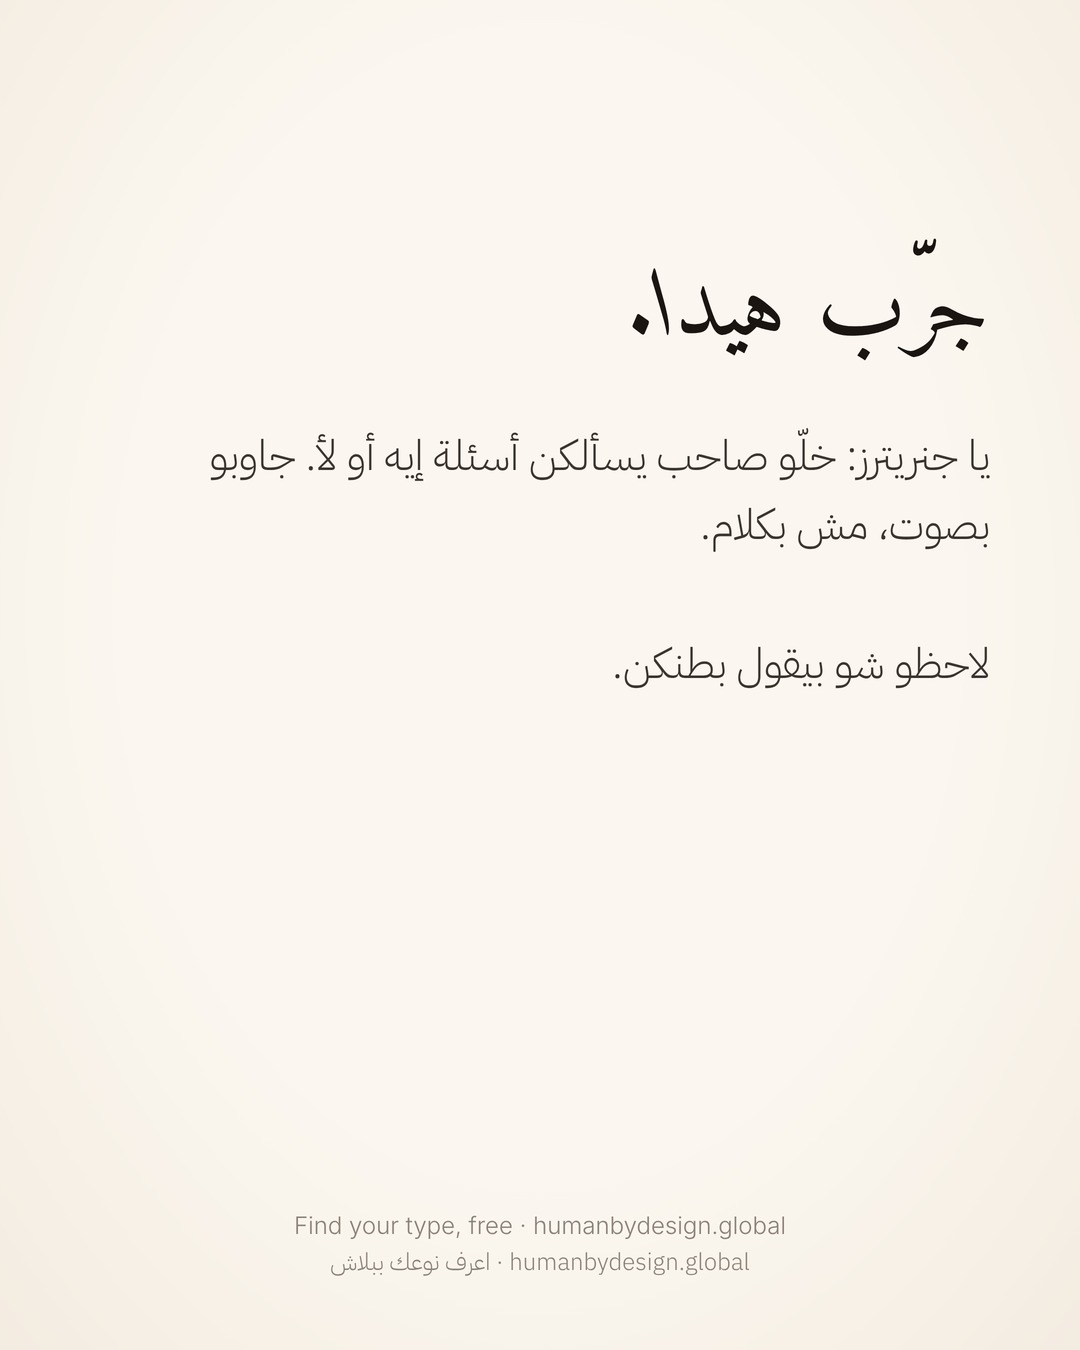 جرّب هيدا.
يا جنريترز: خلّو صاحب يسألكن أسئلة إيه أو لأ. جاوبو
بصوت، مش بكلام.
لاحظو شو بيقول بطنكن.
Find your type, free · humanbydesign.global
اعرف نوعك ببلاش · humanbydesign.global